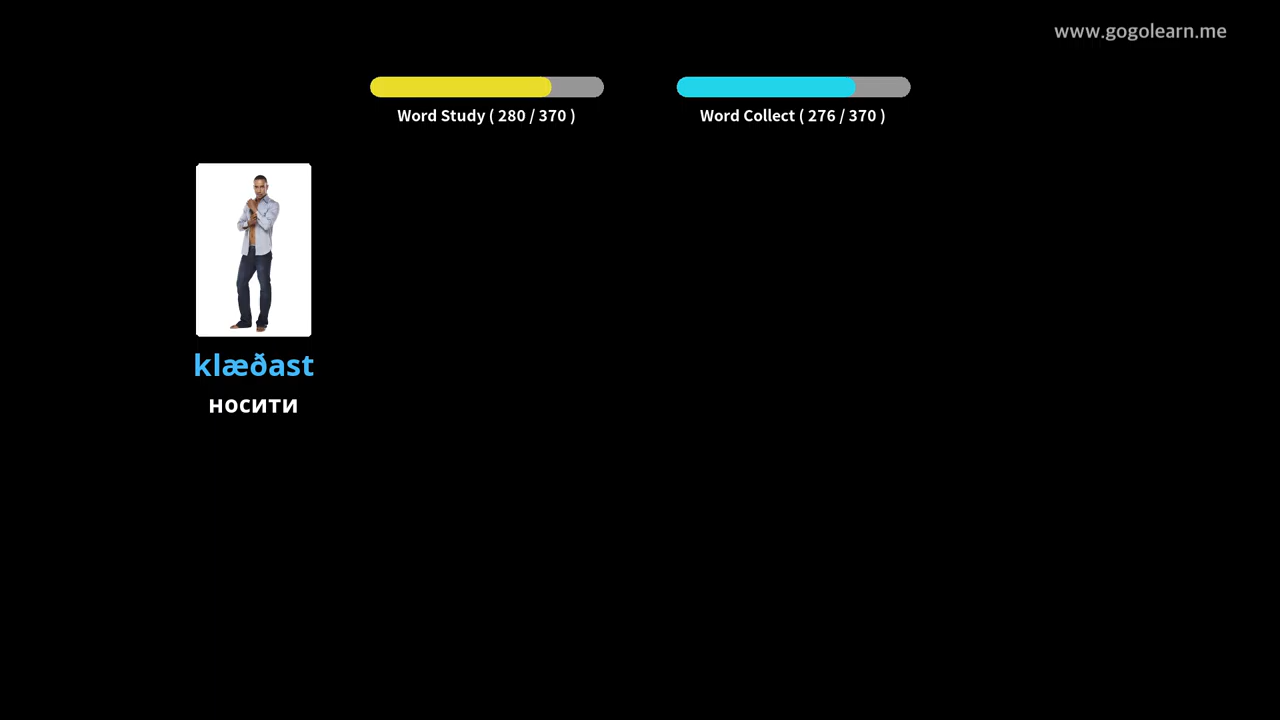 www.gogolearn.me
Word Study ( 280 / 370 )
Word Collect ( 276 / 370 )
klæðast
носити